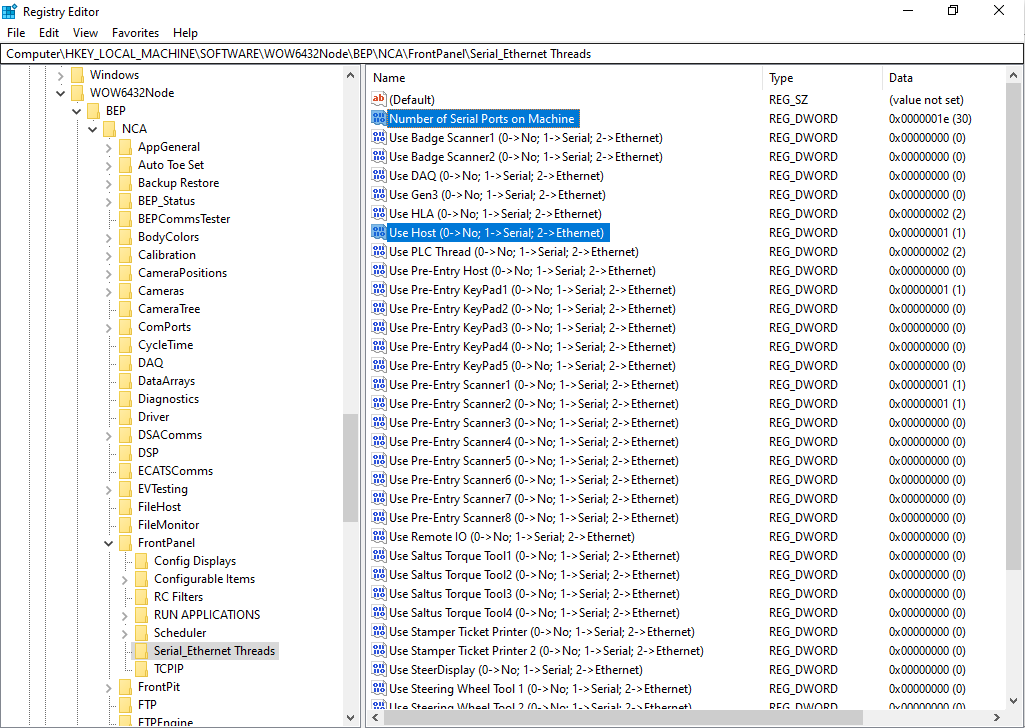 Registry Editor
File Edit View Favorites Help
Computer\HKEY_LOCAL_MACHINE\SOFTWARE\WOW6432Node\BEP\NCA\FrontPanel\Serial_Ethernet Threads
Windows
WOW6432Node
BEP
NCA
AppGeneral
Auto Toe Set
Backup Restore
BEP_Status
BEPCommsTester
BodyColors
Calibration
CameraPositions
Cameras
CameraTree
ComPorts
CycleTime
DAQ
DataArrays
Diagnostics
Driver
DSAComms
DSP
ECATSComms
EVTesting
FileHost
FileMonitor
FrontPanel
Config Displays
Configurable Items
RC Filters
RUN APPLICATIONS
Scheduler
Serial_Ethernet Threads
TCPIP
FrontPit
FTP
FTPEngine
Name Type Data
(Default) REG_SZ (value not set)
Number of Serial Ports on Machine REG_DWORD 0x0000001e (30)
Use Badge Scanner1 (0->No; 1->Serial; 2->Ethernet) REG_DWORD 0x00000000 (0)
Use Badge Scanner2 (0->No; 1->Serial; 2->Ethernet) REG_DWORD 0x00000000 (0)
Use DAQ (0->No; 1->Serial; 2->Ethernet) REG_DWORD 0x00000000 (0)
Use Gen3 (0->No; 1->Serial; 2->Ethernet) REG_DWORD 0x00000000 (0)
Use HLA (0->No; 1->Serial; 2->Ethernet) REG_DWORD 0x00000002 (2)
Use Host (0->No; 1->Serial; 2->Ethernet) REG_DWORD 0x00000001 (1)
Use PLC Thread (0->No; 1->Serial; 2->Ethernet) REG_DWORD 0x00000002 (2)
Use Pre-Entry Host (0->No; 1->Serial; 2->Ethernet) REG_DWORD 0x00000000 (0)
Use Pre-Entry KeyPad1 (0->No; 1->Serial; 2->Ethernet) REG_DWORD 0x00000001 (1)
Use Pre-Entry KeyPad2 (0->No; 1->Serial; 2->Ethernet) REG_DWORD 0x00000000 (0)
Use Pre-Entry KeyPad3 (0->No; 1->Serial; 2->Ethernet) REG_DWORD 0x00000000 (0)
Use Pre-Entry KeyPad4 (0->No; 1->Serial; 2->Ethernet) REG_DWORD 0x00000000 (0)
Use Pre-Entry KeyPad5 (0->No; 1->Serial; 2->Ethernet) REG_DWORD 0x00000000 (0)
Use Pre-Entry Scanner1 (0->No; 1->Serial; 2->Ethernet) REG_DWORD 0x00000001 (1)
Use Pre-Entry Scanner2 (0->No; 1->Serial; 2->Ethernet) REG_DWORD 0x00000001 (1)
Use Pre-Entry Scanner3 (0->No; 1->Serial; 2->Ethernet) REG_DWORD 0x00000000 (0)
Use Pre-Entry Scanner4 (0->No; 1->Serial; 2->Ethernet) REG_DWORD 0x00000000 (0)
Use Pre-Entry Scanner5 (0->No; 1->Serial; 2->Ethernet) REG_DWORD 0x00000000 (0)
Use Pre-Entry Scanner6 (0->No; 1->Serial; 2->Ethernet) REG_DWORD 0x00000000 (0)
Use Pre-Entry Scanner7 (0->No; 1->Serial; 2->Ethernet) REG_DWORD 0x00000000 (0)
Use Pre-Entry Scanner8 (0->No; 1->Serial; 2->Ethernet) REG_DWORD 0x00000000 (0)
Use Remote IO (0->No; 1->Serial; 2->Ethernet) REG_DWORD 0x00000000 (0)
Use Saltus Torque Tool1 (0->No; 1->Serial; 2->Ethernet) REG_DWORD 0x00000000 (0)
Use Saltus Torque Tool2 (0->No; 1->Serial; 2->Ethernet) REG_DWORD 0x00000000 (0)
Use Saltus Torque Tool3 (0->No; 1->Serial; 2->Ethernet) REG_DWORD 0x00000000 (0)
Use Saltus Torque Tool4 (0->No; 1->Serial; 2->Ethernet) REG_DWORD 0x00000000 (0)
Use Stamper Ticket Printer (0->No; 1->Serial; 2->Ethernet) REG_DWORD 0x00000000 (0)
Use Stamper Ticket Printer 2 (0->No; 1->Serial; 2->Ethernet) REG_DWORD 0x00000000 (0)
Use SteerDisplay (0->No; 1->Serial; 2->Ethernet) REG_DWORD 0x00000000 (0)
Use Steering Wheel Tool 1 (0->No; 1->Serial; 2->Ethernet) REG_DWORD 0x00000000 (0)
Use Steering Wheel Tool 2 (0->No; 1->Serial; 2->Ethernet) REG_DWORD 0x00000000 (0)